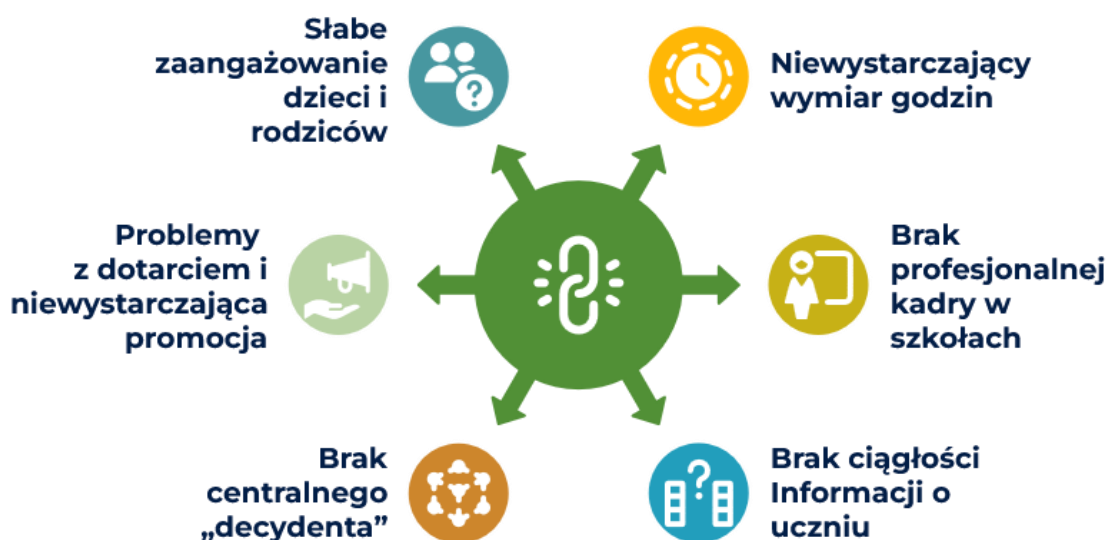 Słabe
zaangażowanie
dzieci i
rodziców
Niewystarczający
wymiar godzin
Problemy
z dotarciem i
niewystarczająca
promocja
Brak
profesjonalnej
kadry w
szkołach
Brak
centralnego
„decydenta”
Brak ciągłości
Informacji o
uczniu